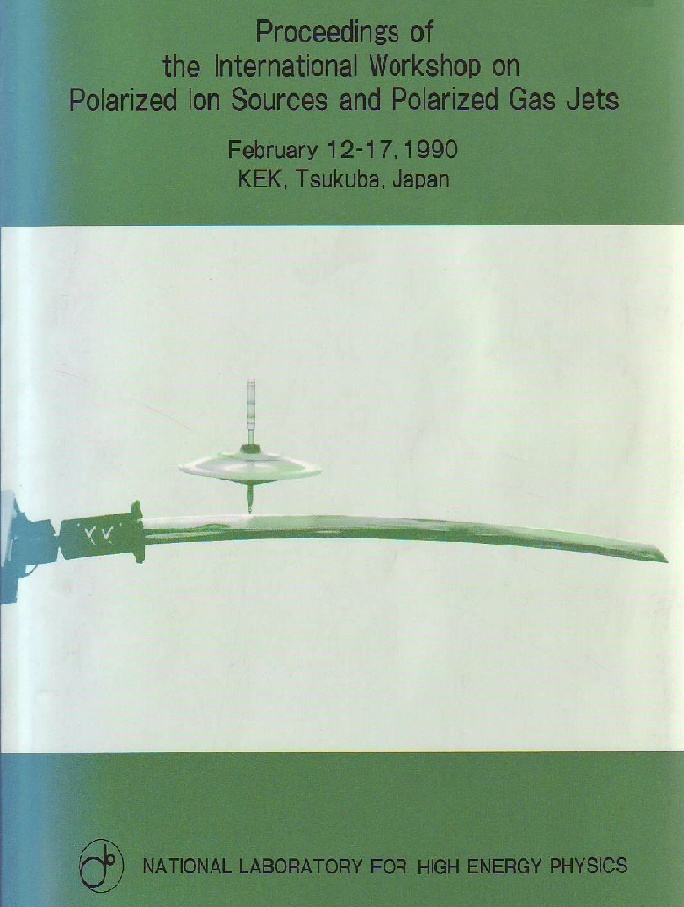 Proceedings of
the International Workshop on
Polarized Ion Sources and Polarized Gas Jets
February 12-17, 1990
KEK, Tsukuba, Japan
NATIONAL LABORATORY FOR HIGH ENERGY PHYSICS